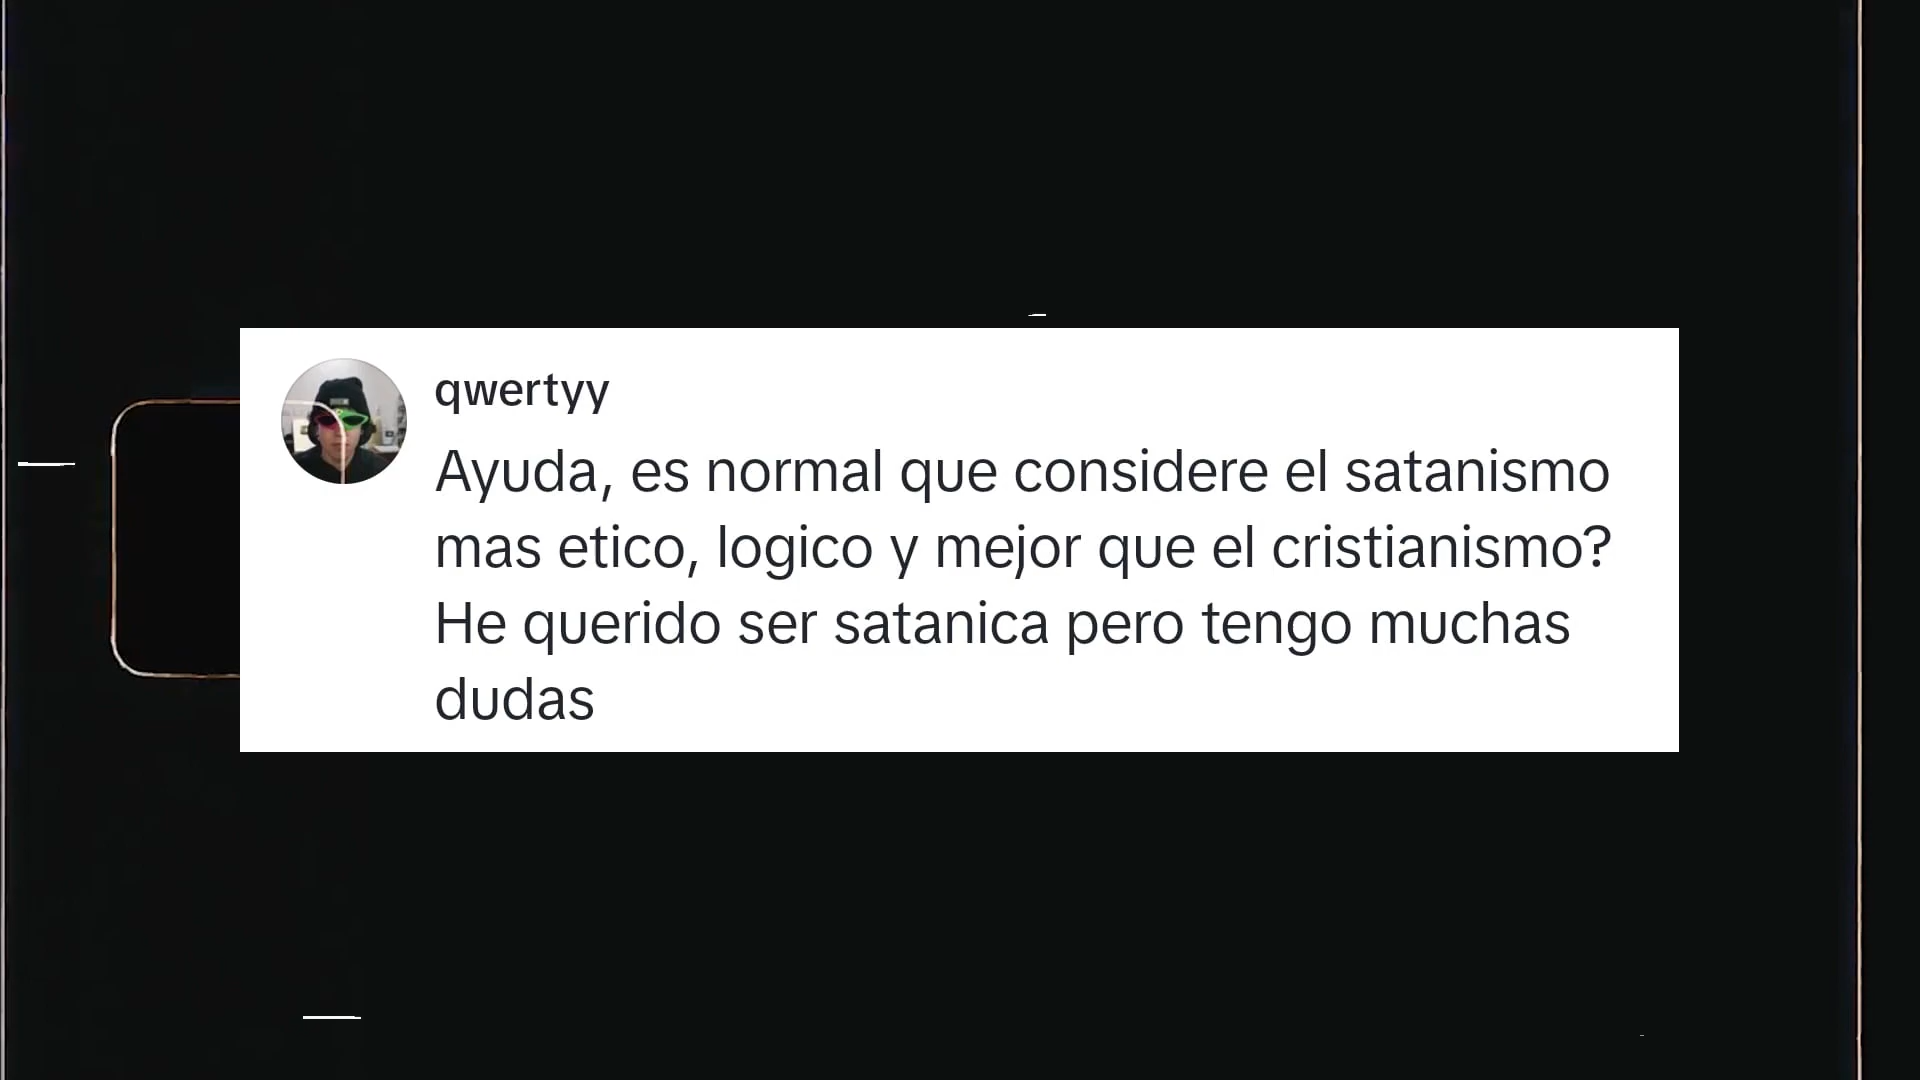 qwertyy
Ayuda, es normal que considere el satanismo
mas etico, logico y mejor que el cristianismo?
He querido ser satanica pero tengo muchas
dudas